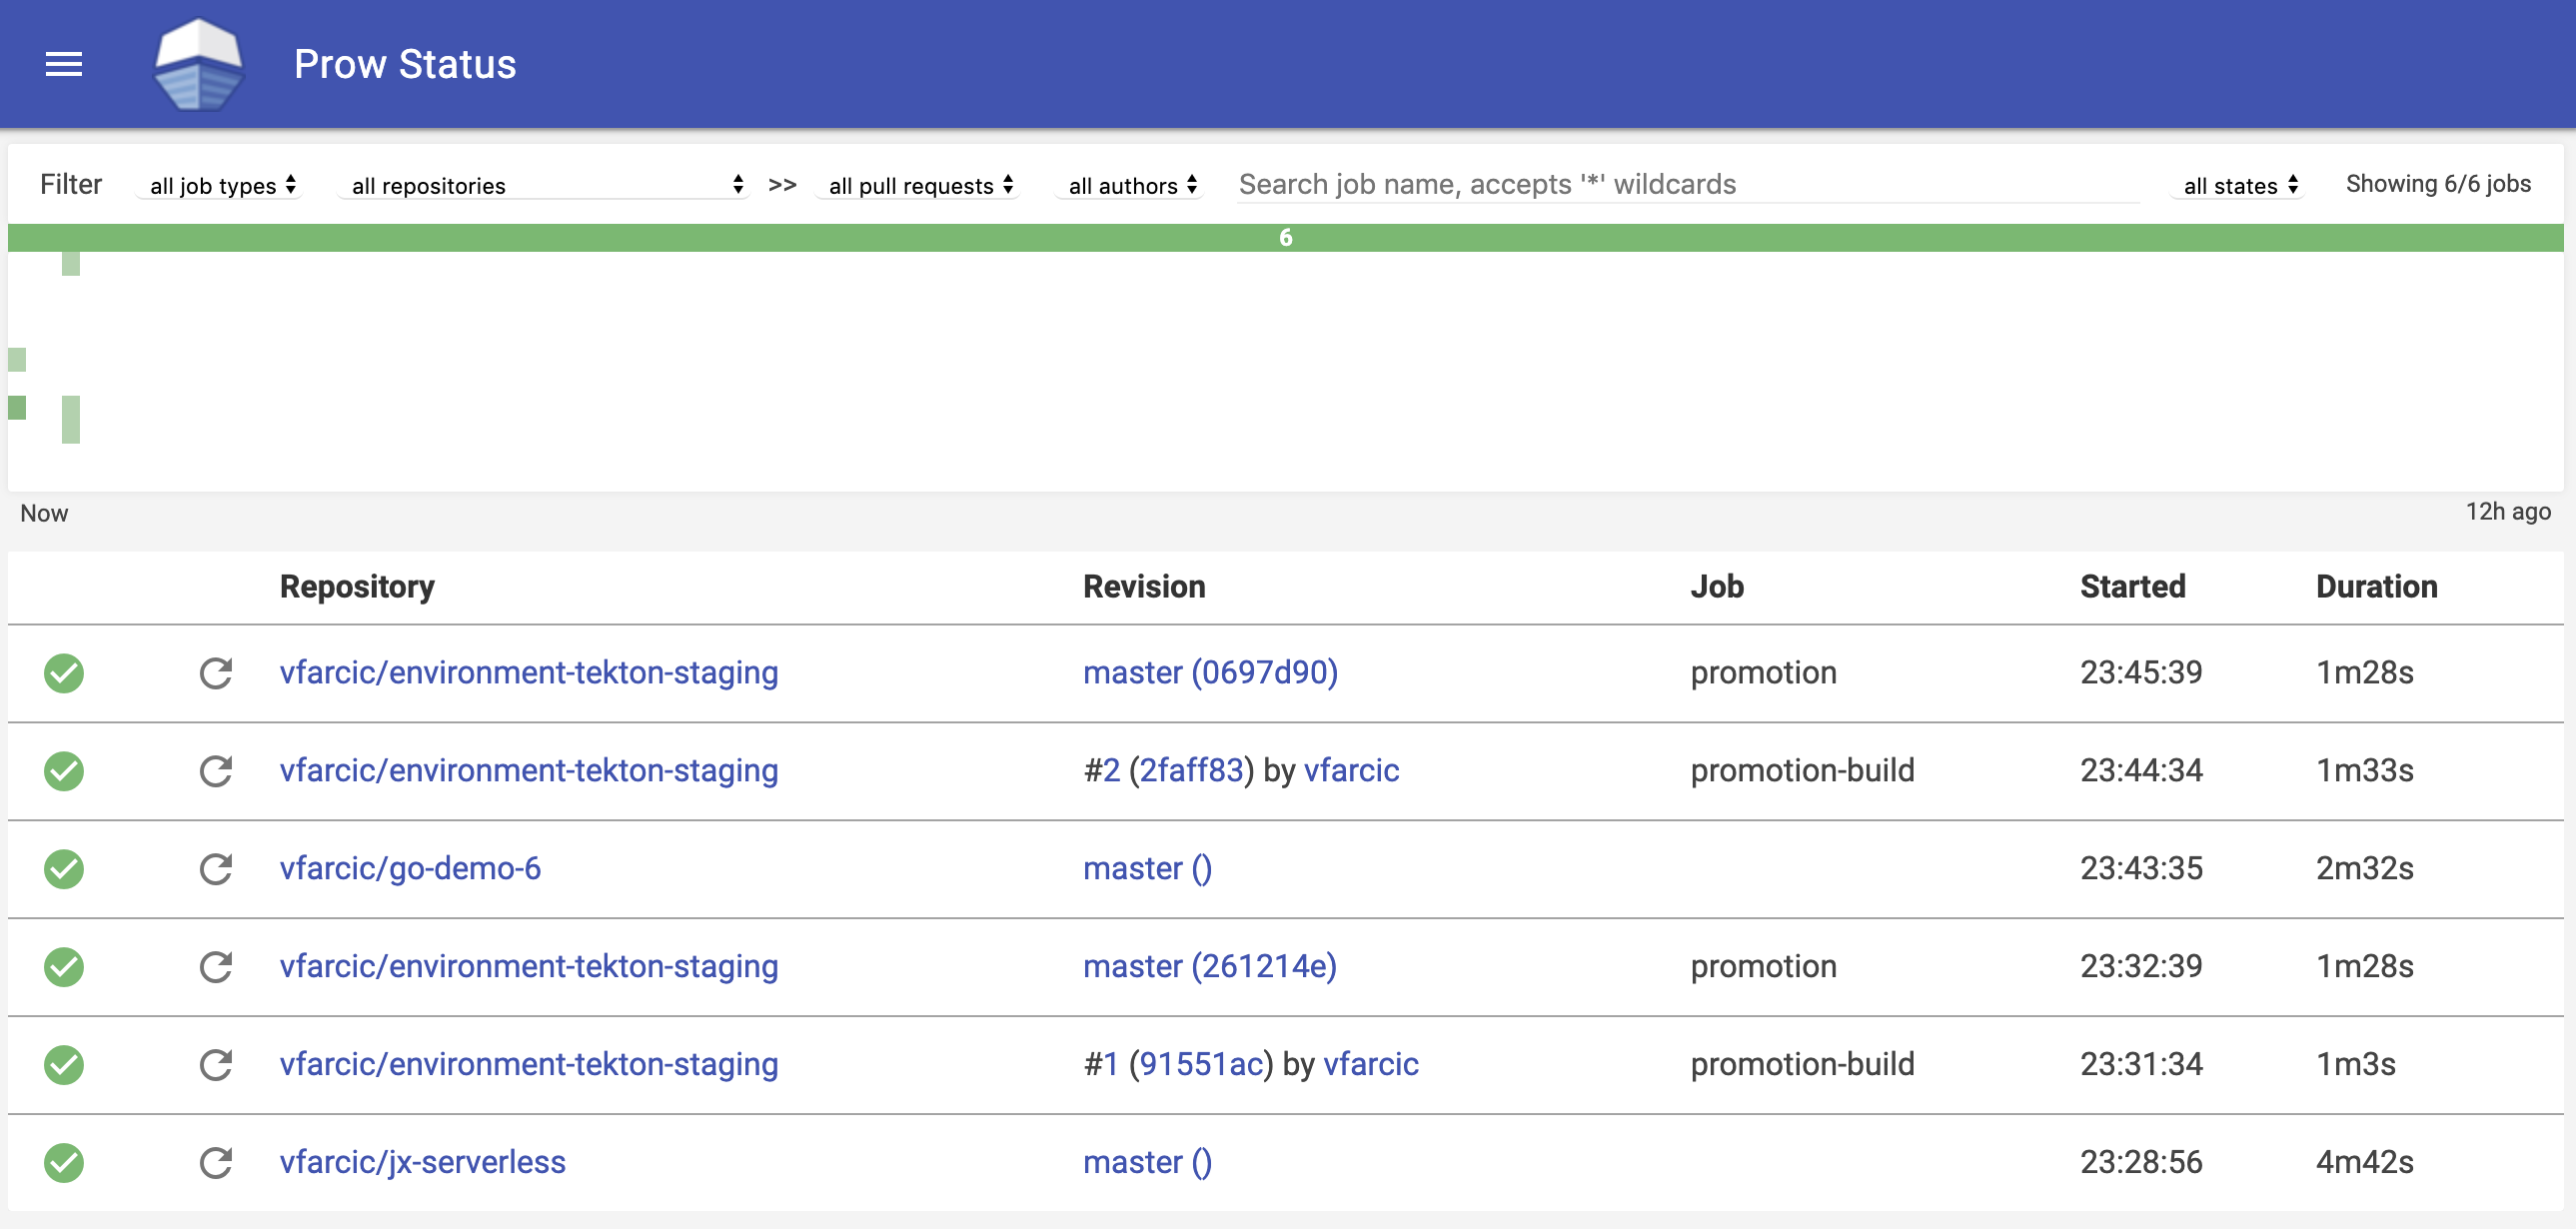 Prow Status
Filter all job types all repositories >> all pull requests all authors Search job name, accepts '*' wildcards all states Showing 6/6 jobs
6
Now 12h ago
Repository Revision Job Started Duration
vfarcic/environment-tekton-staging master (0697d90) promotion 23:45:39 1m28s
vfarcic/environment-tekton-staging #2 (2faff83) by vfarcic promotion-build 23:44:34 1m33s
vfarcic/go-demo-6 master () 23:43:35 2m32s
vfarcic/environment-tekton-staging master (261214e) promotion 23:32:39 1m28s
vfarcic/environment-tekton-staging #1 (91551ac) by vfarcic promotion-build 23:31:34 1m3s
vfarcic/jx-serverless master () 23:28:56 4m42s